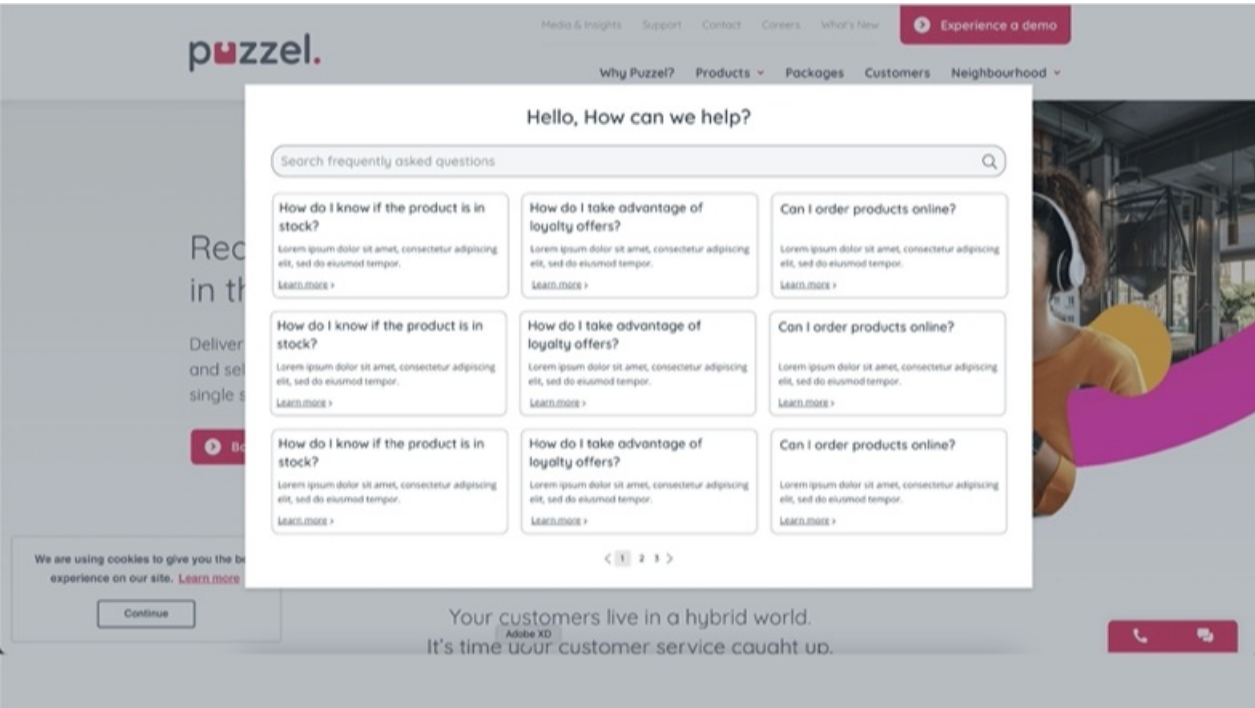 Media & Insights Support Contact Careers What's New Experience a demo
puzzel.
Why Puzzel? Products Packages Customers Neighbourhood
Hello, How can we help?
Search frequently asked questions
How do I know if the product is in
stock?
Lorem ipsum dolor sit amet, consectetur adipiscing
elit, sed do eiusmod tempor.
Learn more ›
How do I take advantage of
loyalty offers?
Lorem ipsum dolor sit amet, consectetur adipiscing
elit, sed do eiusmod tempor.
Learn more ›
Can I order products online?
Lorem ipsum dolor sit amet, consectetur adipiscing
elit, sed do eiusmod tempor.
Learn more ›
How do I know if the product is in
stock?
Lorem ipsum dolor sit amet, consectetur adipiscing
elit, sed do eiusmod tempor.
Learn more ›
How do I take advantage of
loyalty offers?
Lorem ipsum dolor sit amet, consectetur adipiscing
elit, sed do eiusmod tempor.
Learn more ›
Can I order products online?
Lorem ipsum dolor sit amet, consectetur adipiscing
elit, sed do eiusmod tempor.
Learn more ›
How do I know if the product is in
stock?
Lorem ipsum dolor sit amet, consectetur adipiscing
elit, sed do eiusmod tempor.
Learn more ›
How do I take advantage of
loyalty offers?
Lorem ipsum dolor sit amet, consectetur adipiscing
elit, sed do eiusmod tempor.
Learn more ›
Can I order products online?
Lorem ipsum dolor sit amet, consectetur adipiscing
elit, sed do eiusmod tempor.
Learn more ›
‹ 1 2 3 ›
in
Deliver
and
single
We are using cookies to give you the
experience on our site. Learn more
Continue
Your customers live in a hybrid world.
Adobe XD
It's time your customer service caught up.